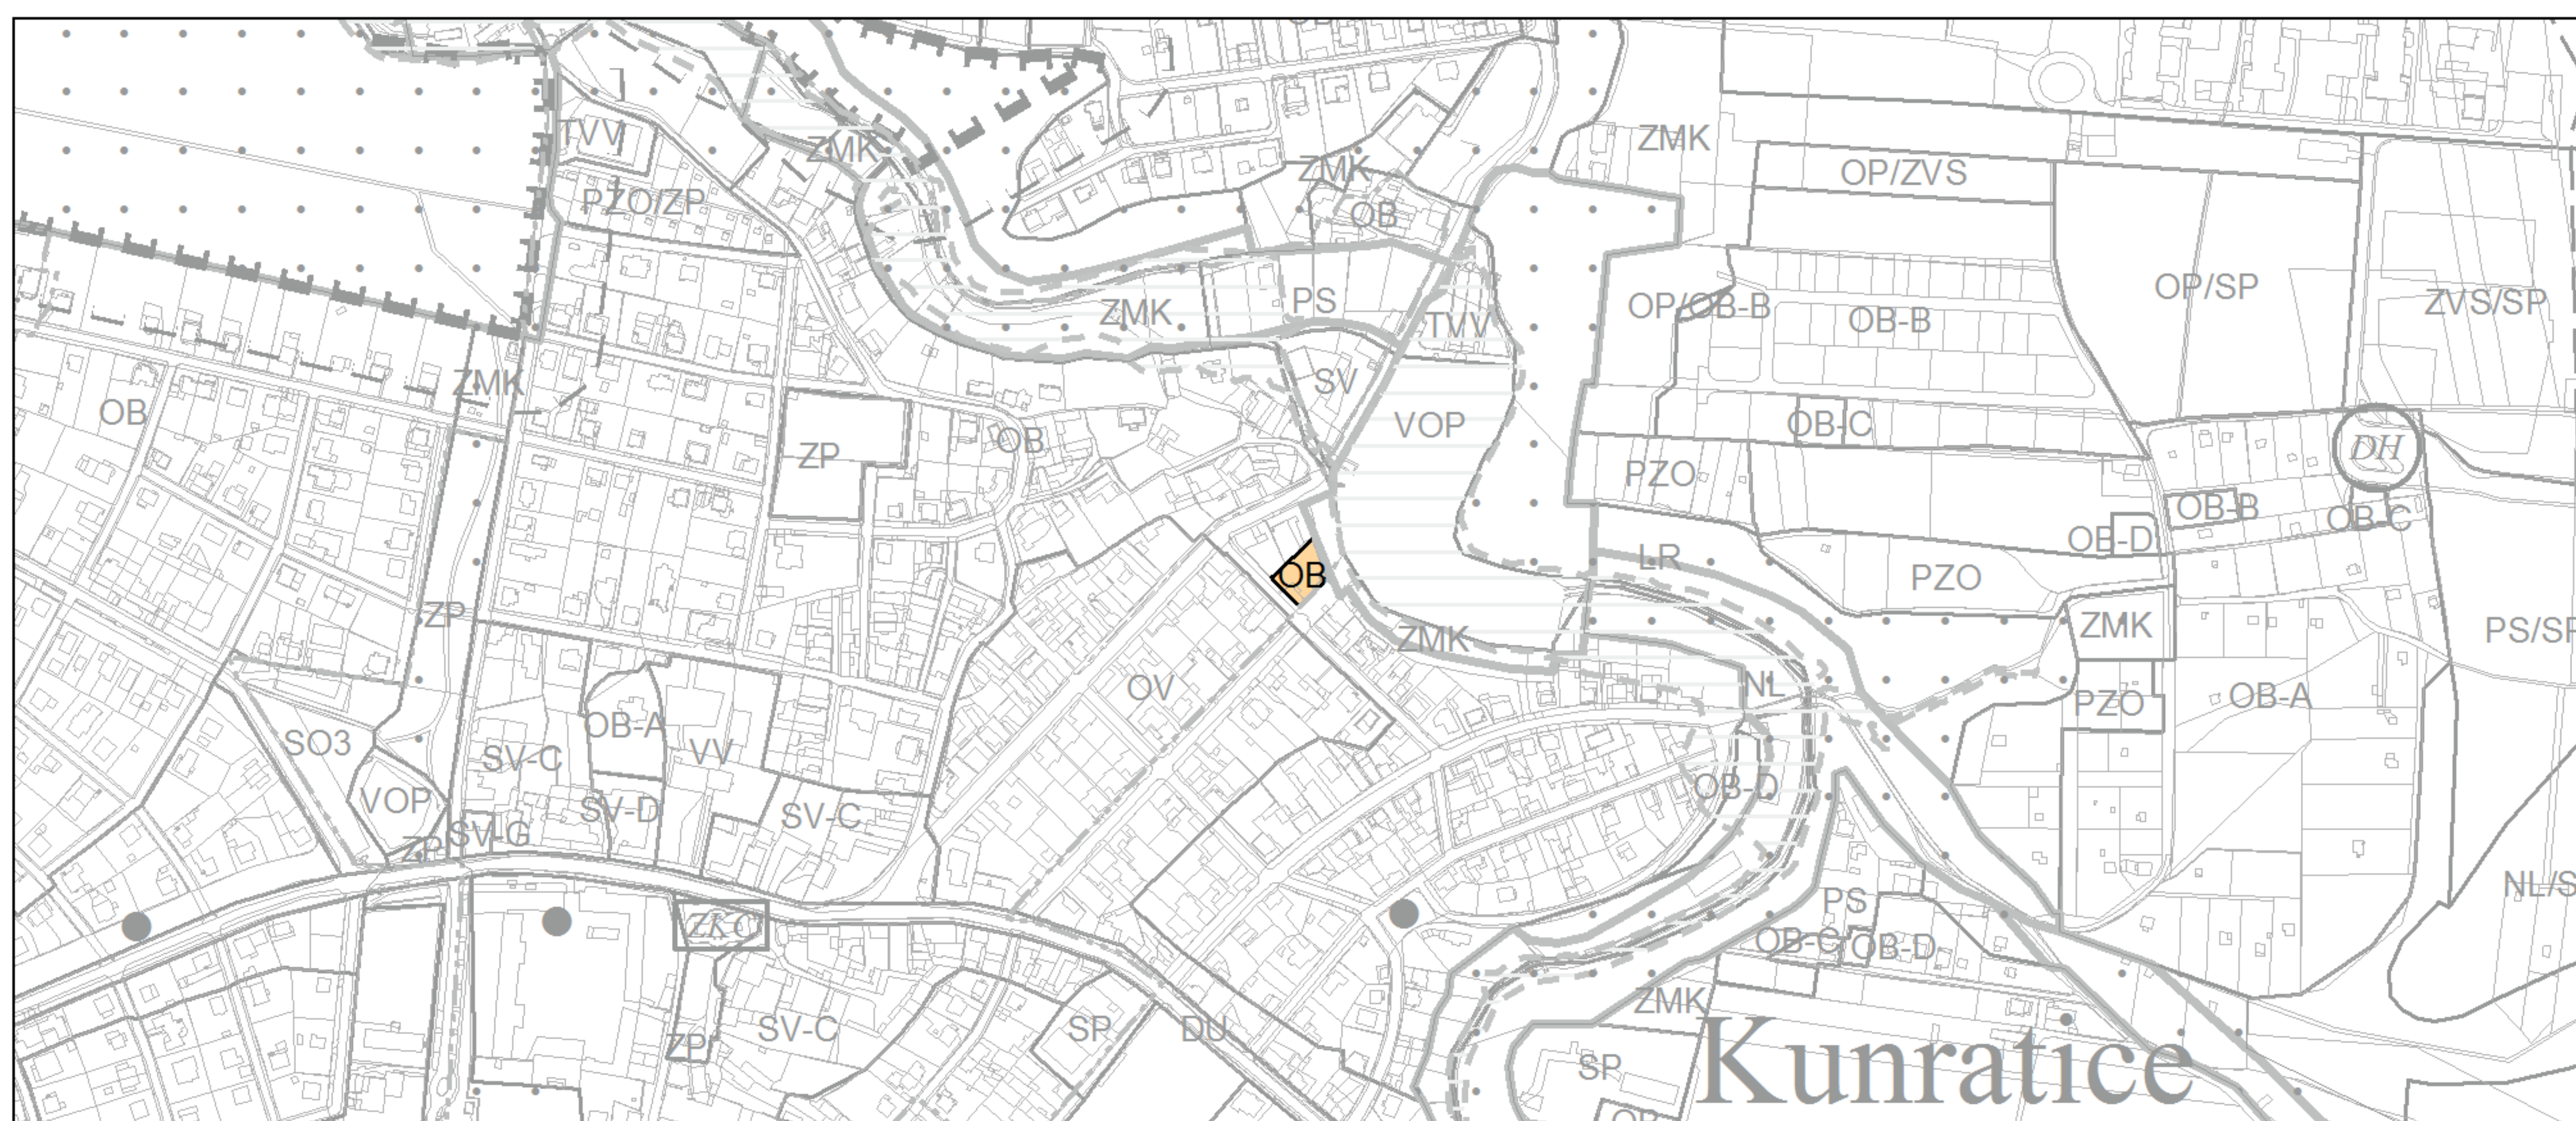 OB
TVV
ZMK
ZMK
ZMK
OP/ZVS
PZO/ZP
OB
OP/SP
ZMK
PS
OP/OB-B
OB-B
ZVS/SP
TVV
ZMK
SV
OB
VOP
OB-C
OB
ZP
DH
PZO
OB-B
OB-C
OB-D
LR
OB
PZO
ZP
ZMK
ZMK
PS/SP
OV
NL
PZO
OB-A
OB-A
SO3
SV-C
VV
VOP
SV-D
SV-C
OB-D
SV-G
ZP
NL/S
PS
ZKC
OB-C
OB-D
ZMK
SV-C
SP
DU
ZP
SP
Kunratice
OB